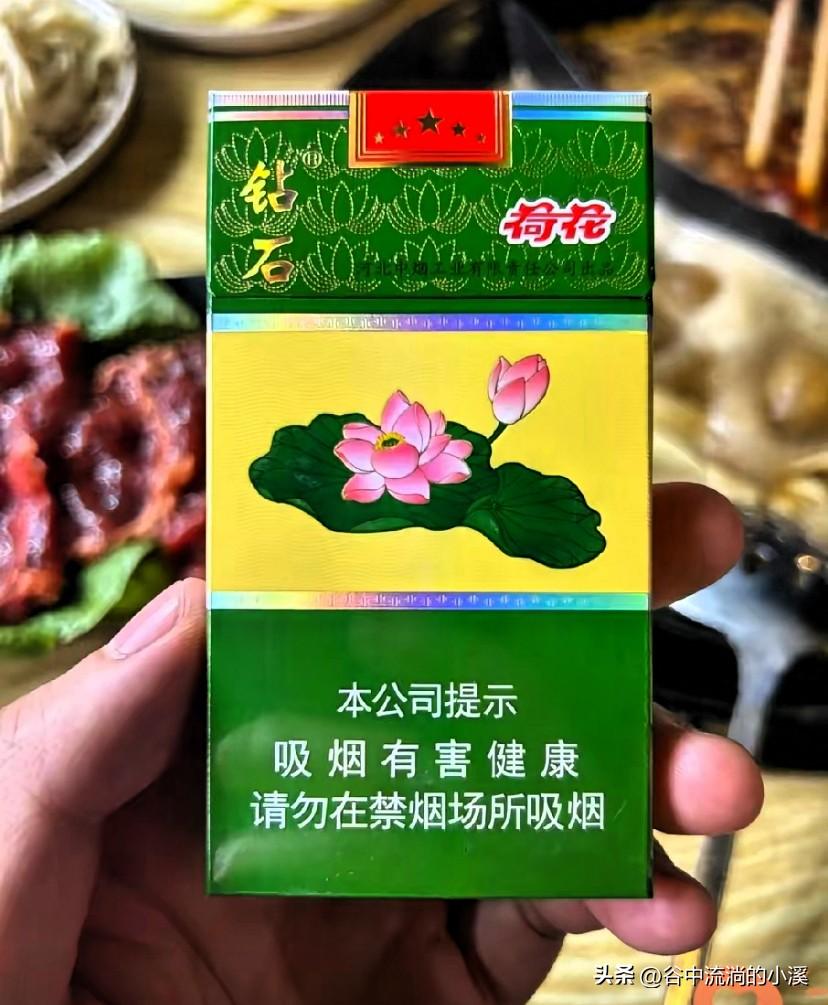 钻石®
荷花
河北中烟工业有限责任公司出品
本公司提示
吸烟有害健康
请勿在禁烟场所吸烟
头条 @谷中流淌的小溪